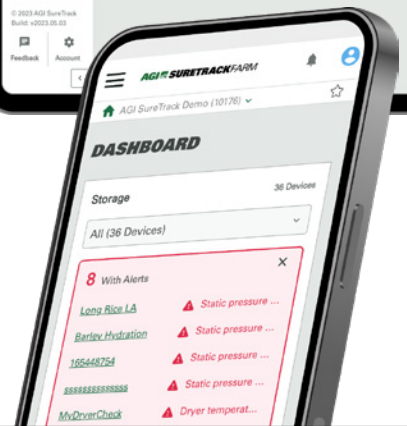 © 2023 AGI SureTrack
Build: v2023.05.03
Feedback
Account
AGI SURETRACKFARM
AGI SureTrack Demo (10176)
DASHBOARD
Storage
36 Devices
All (36 Devices)
8 With Alerts
Long Rice LA Static pressure ...
Barley Hydration Static pressure ...
165448754 Static pressure ...
sssssssssssss Static pressure ...
MyDryerCheck Dryer temperat...